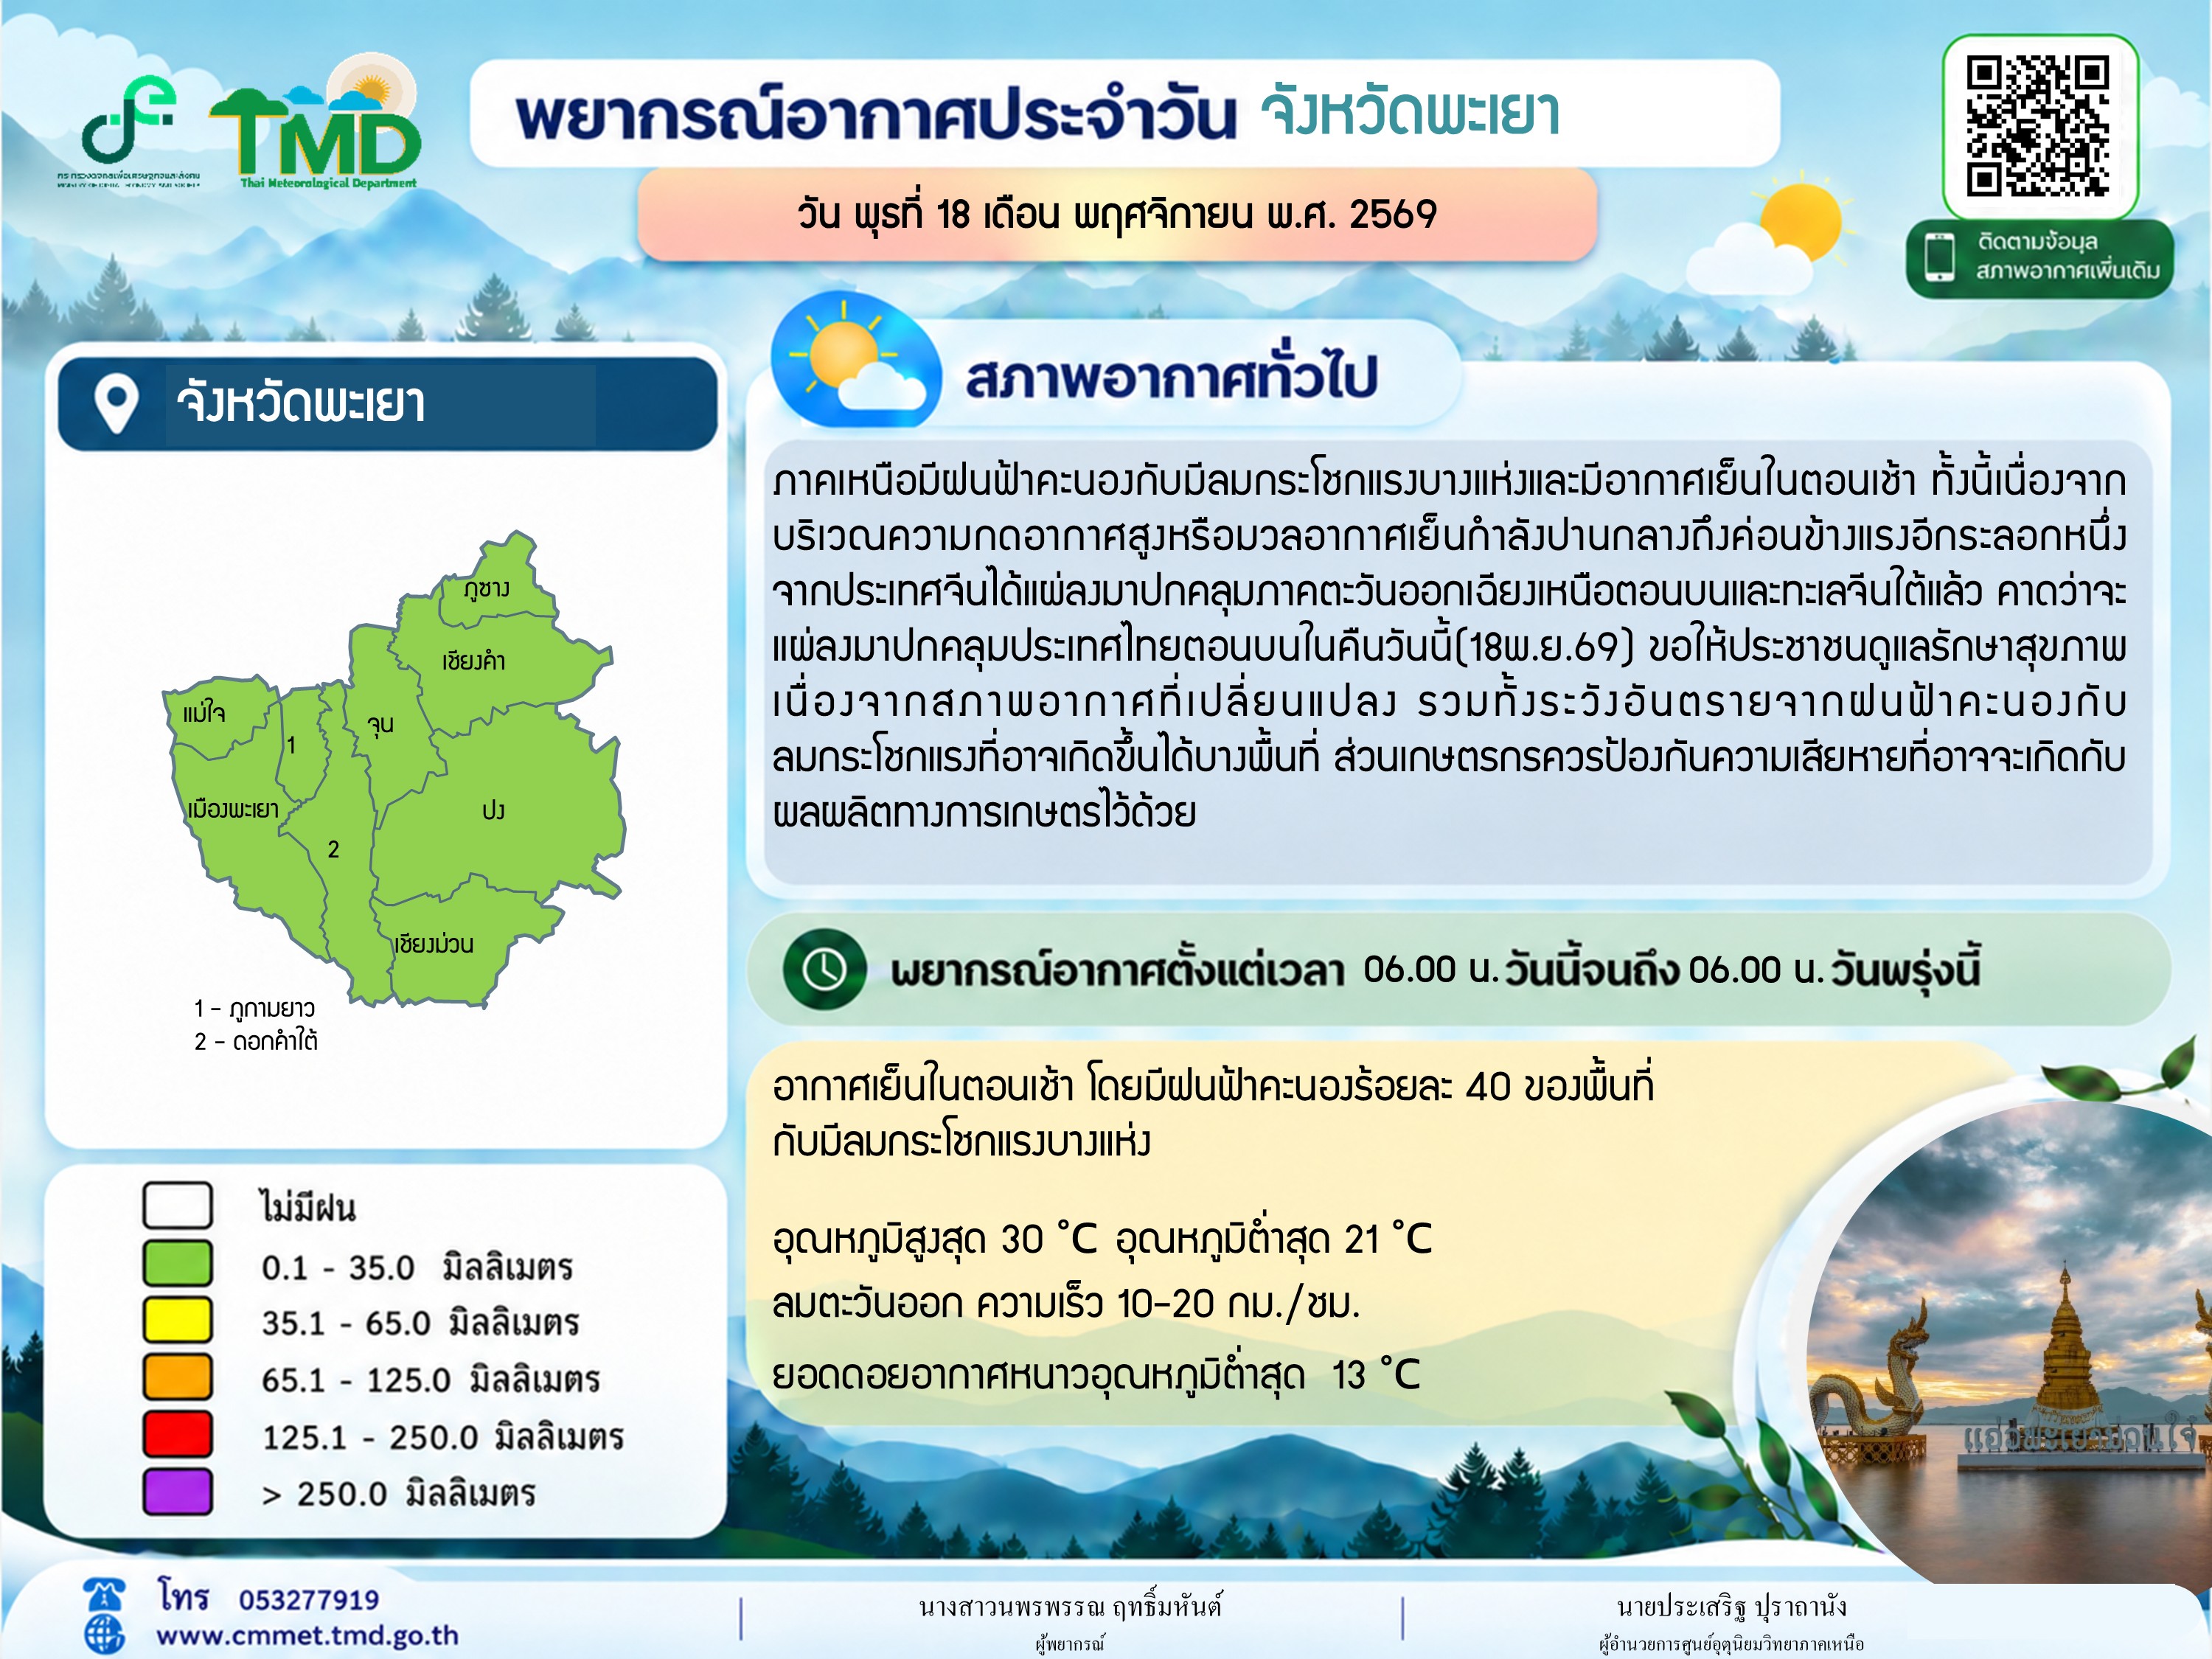 TMD
Thai Meteorological Department
พยากรณ์อากาศประจำวัน จังหวัดพะเยา
วัน พุธที่ 18 เดือน พฤศจิกายน พ.ศ. 2569
ติดตามข้อมูล
สภาพอากาศเพิ่มเติม
จังหวัดพะเยา
ภูซาง
เชียงคำ
แม่ใจ
จุน
1
เมืองพะเยา
ปง
2
เชียงม่วน
1 - ภูกามยาว
2 - ดอกคำใต้
ไม่มีฝน
0.1 - 35.0 มิลลิเมตร
35.1 - 65.0 มิลลิเมตร
65.1 - 125.0 มิลลิเมตร
125.1 - 250.0 มิลลิเมตร
> 250.0 มิลลิเมตร
สภาพอากาศทั่วไป
ภาคเหนือมีฝนฟ้าคะนองกับมีลมกระโชกแรงบางแห่งและมีอากาศเย็นในตอนเช้า ทั้งนี้เนื่องจาก
บริเวณความกดอากาศสูงหรือมวลอากาศเย็นกำลังปานกลางถึงค่อนข้างแรงอีกระลอกหนึ่ง
จากประเทศจีนได้แผ่ลงมาปกคลุมภาคตะวันออกเฉียงเหนือตอนบนและทะเลจีนใต้แล้ว คาดว่าจะ
แผ่ลงมาปกคลุมประเทศไทยตอนบนในคืนวันนี้(18พ.ย.69) ขอให้ประชาชนดูแลรักษาสุขภาพ
เนื่องจากสภาพอากาศที่เปลี่ยนแปลง รวมทั้งระวังอันตรายจากฝนฟ้าคะนองกับ
ลมกระโชกแรงที่อาจเกิดขึ้นได้บางพื้นที่ ส่วนเกษตรกรควรป้องกันความเสียหายที่อาจจะเกิดกับ
ผลผลิตทางการเกษตรไว้ด้วย
พยากรณ์อากาศตั้งแต่เวลา 06.00 น. วันนี้จนถึง 06.00 น. วันพรุ่งนี้
อากาศเย็นในตอนเช้า โดยมีฝนฟ้าคะนองร้อยละ 40 ของพื้นที่
กับมีลมกระโชกแรงบางแห่ง
อุณหภูมิสูงสุด 30 °C อุณหภูมิต่ำสุด 21 °C
ลมตะวันออก ความเร็ว 10-20 กม./ชม.
ยอดดอยอากาศหนาวอุณหภูมิต่ำสุด 13 °C
โทร 053277919
www.cmmet.tmd.go.th
นางสาวนพรพรรณ ฤทธิ์มหันต์
ผู้พยากรณ์
นายประเสริฐ ปุราถานัง
ผู้อำนวยการศูนย์อุตุนิยมวิทยาภาคเหนือ